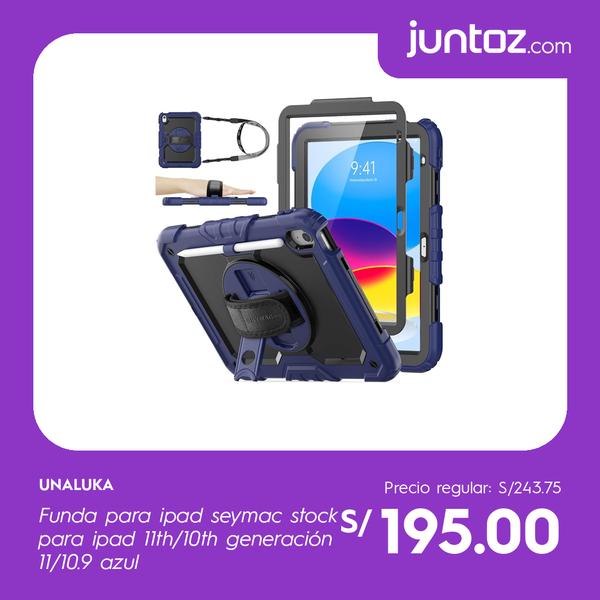 juntoz.com
9:41
UNALUKA
Precio regular: S/243.75
Funda para ipad seymac stock
para ipad 11th/10th generación
11/10.9 azul
S/195.00